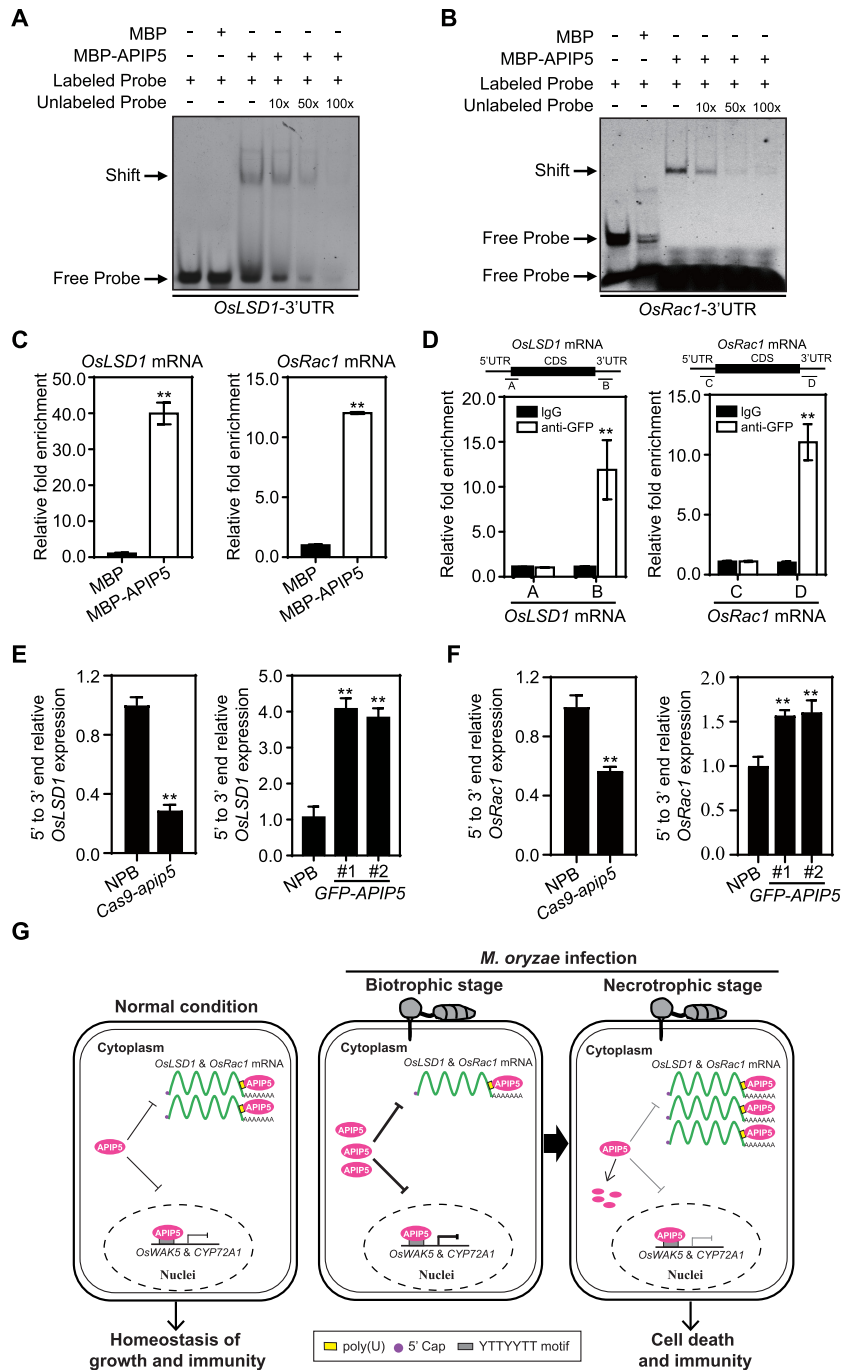 A
MBP - + - - - -
MBP-APIP5 - - + + + +
Labeled Probe + + + + + +
Unlabeled Probe - - - 10x 50x 100x
Shift
Free Probe
OsLSD1-3'UTR
B
MBP - + - - - -
MBP-APIP5 - - + + + +
Labeled Probe + + + + + +
Unlabeled Probe - - - 10x 50x 100x
Shift
Free Probe
Free Probe
OsRac1-3'UTR
C
OsLSD1 mRNA
Relative fold enrichment
40.0
30.0
20.0
10.0
0.0
**
MBP
MBP-APIP5
OsRac1 mRNA
Relative fold enrichment
15.0
10.0
5.0
0.0
**
MBP
MBP-APIP5
D
OsLSD1 mRNA
5'UTR CDS 3'UTR
A B
Relative fold enrichment
20.0
15.0
10.0
5.0
0.0
IgG
anti-GFP
**
A B
OsLSD1 mRNA
OsRac1 mRNA
5'UTR CDS 3'UTR
C D
Relative fold enrichment
15.0
10.0
5.0
0.0
IgG
anti-GFP
**
C D
OsRac1 mRNA
E
5' to 3' end relative
OsLSD1 expression
1.2
0.8
0.4
0.0
**
NPB
Cas9-apip5
5' to 3' end relative
OsLSD1 expression
5.0
4.0
3.0
2.0
1.0
0.0
** **
NPB
#1 #2
GFP-APIP5
F
5' to 3' end relative
OsRac1 expression
1.2
0.8
0.4
0.0
**
NPB
Cas9-apip5
5' to 3' end relative
OsRac1 expression
2.0
1.5
1.0
0.5
0.0
** **
NPB
#1 #2
GFP-APIP5
G
M. oryzae infection
Normal condition
Biotrophic stage
Necrotrophic stage
Cytoplasm
OsLSD1 & OsRac1 mRNA
APIP5
AAAAAAA
APIP5
AAAAAAA
APIP5
APIP5
OsWAK5 & CYP72A1
Nuclei
Homeostasis of
growth and immunity
Cytoplasm
OsLSD1 & OsRac1 mRNA
APIP5
AAAAAAA
APIP5
APIP5
APIP5
APIP5
OsWAK5 & CYP72A1
Nuclei
Cytoplasm
OsLSD1 & OsRac1 mRNA
APIP5
AAAAAAA
APIP5
AAAAAAA
APIP5
AAAAAAA
APIP5
APIP5
OsWAK5 & CYP72A1
Nuclei
Cell death
and immunity
poly(U) 5' Cap YTTYYTT motif